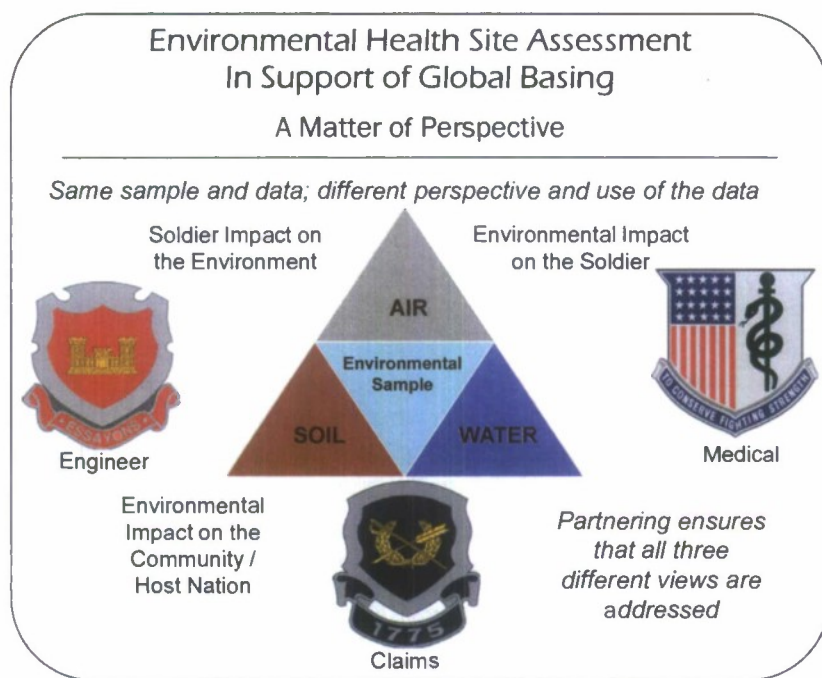 Environmental Health Site Assessment
In Support of Global Basing
A Matter of Perspective
Same sample and data; different perspective and use of the data
Soldier Impact on
the Environment
Environmental Impact
on the Soldier
AIR
Environmental
Sample
SOIL
WATER
ESSAYONS
Engineer
TO CONSERVE FIGHTING STRENGTH
Medical
Environmental
Impact on the
Community /
Host Nation
1775
Claims
Partnering ensures
that all three
different views are
addressed